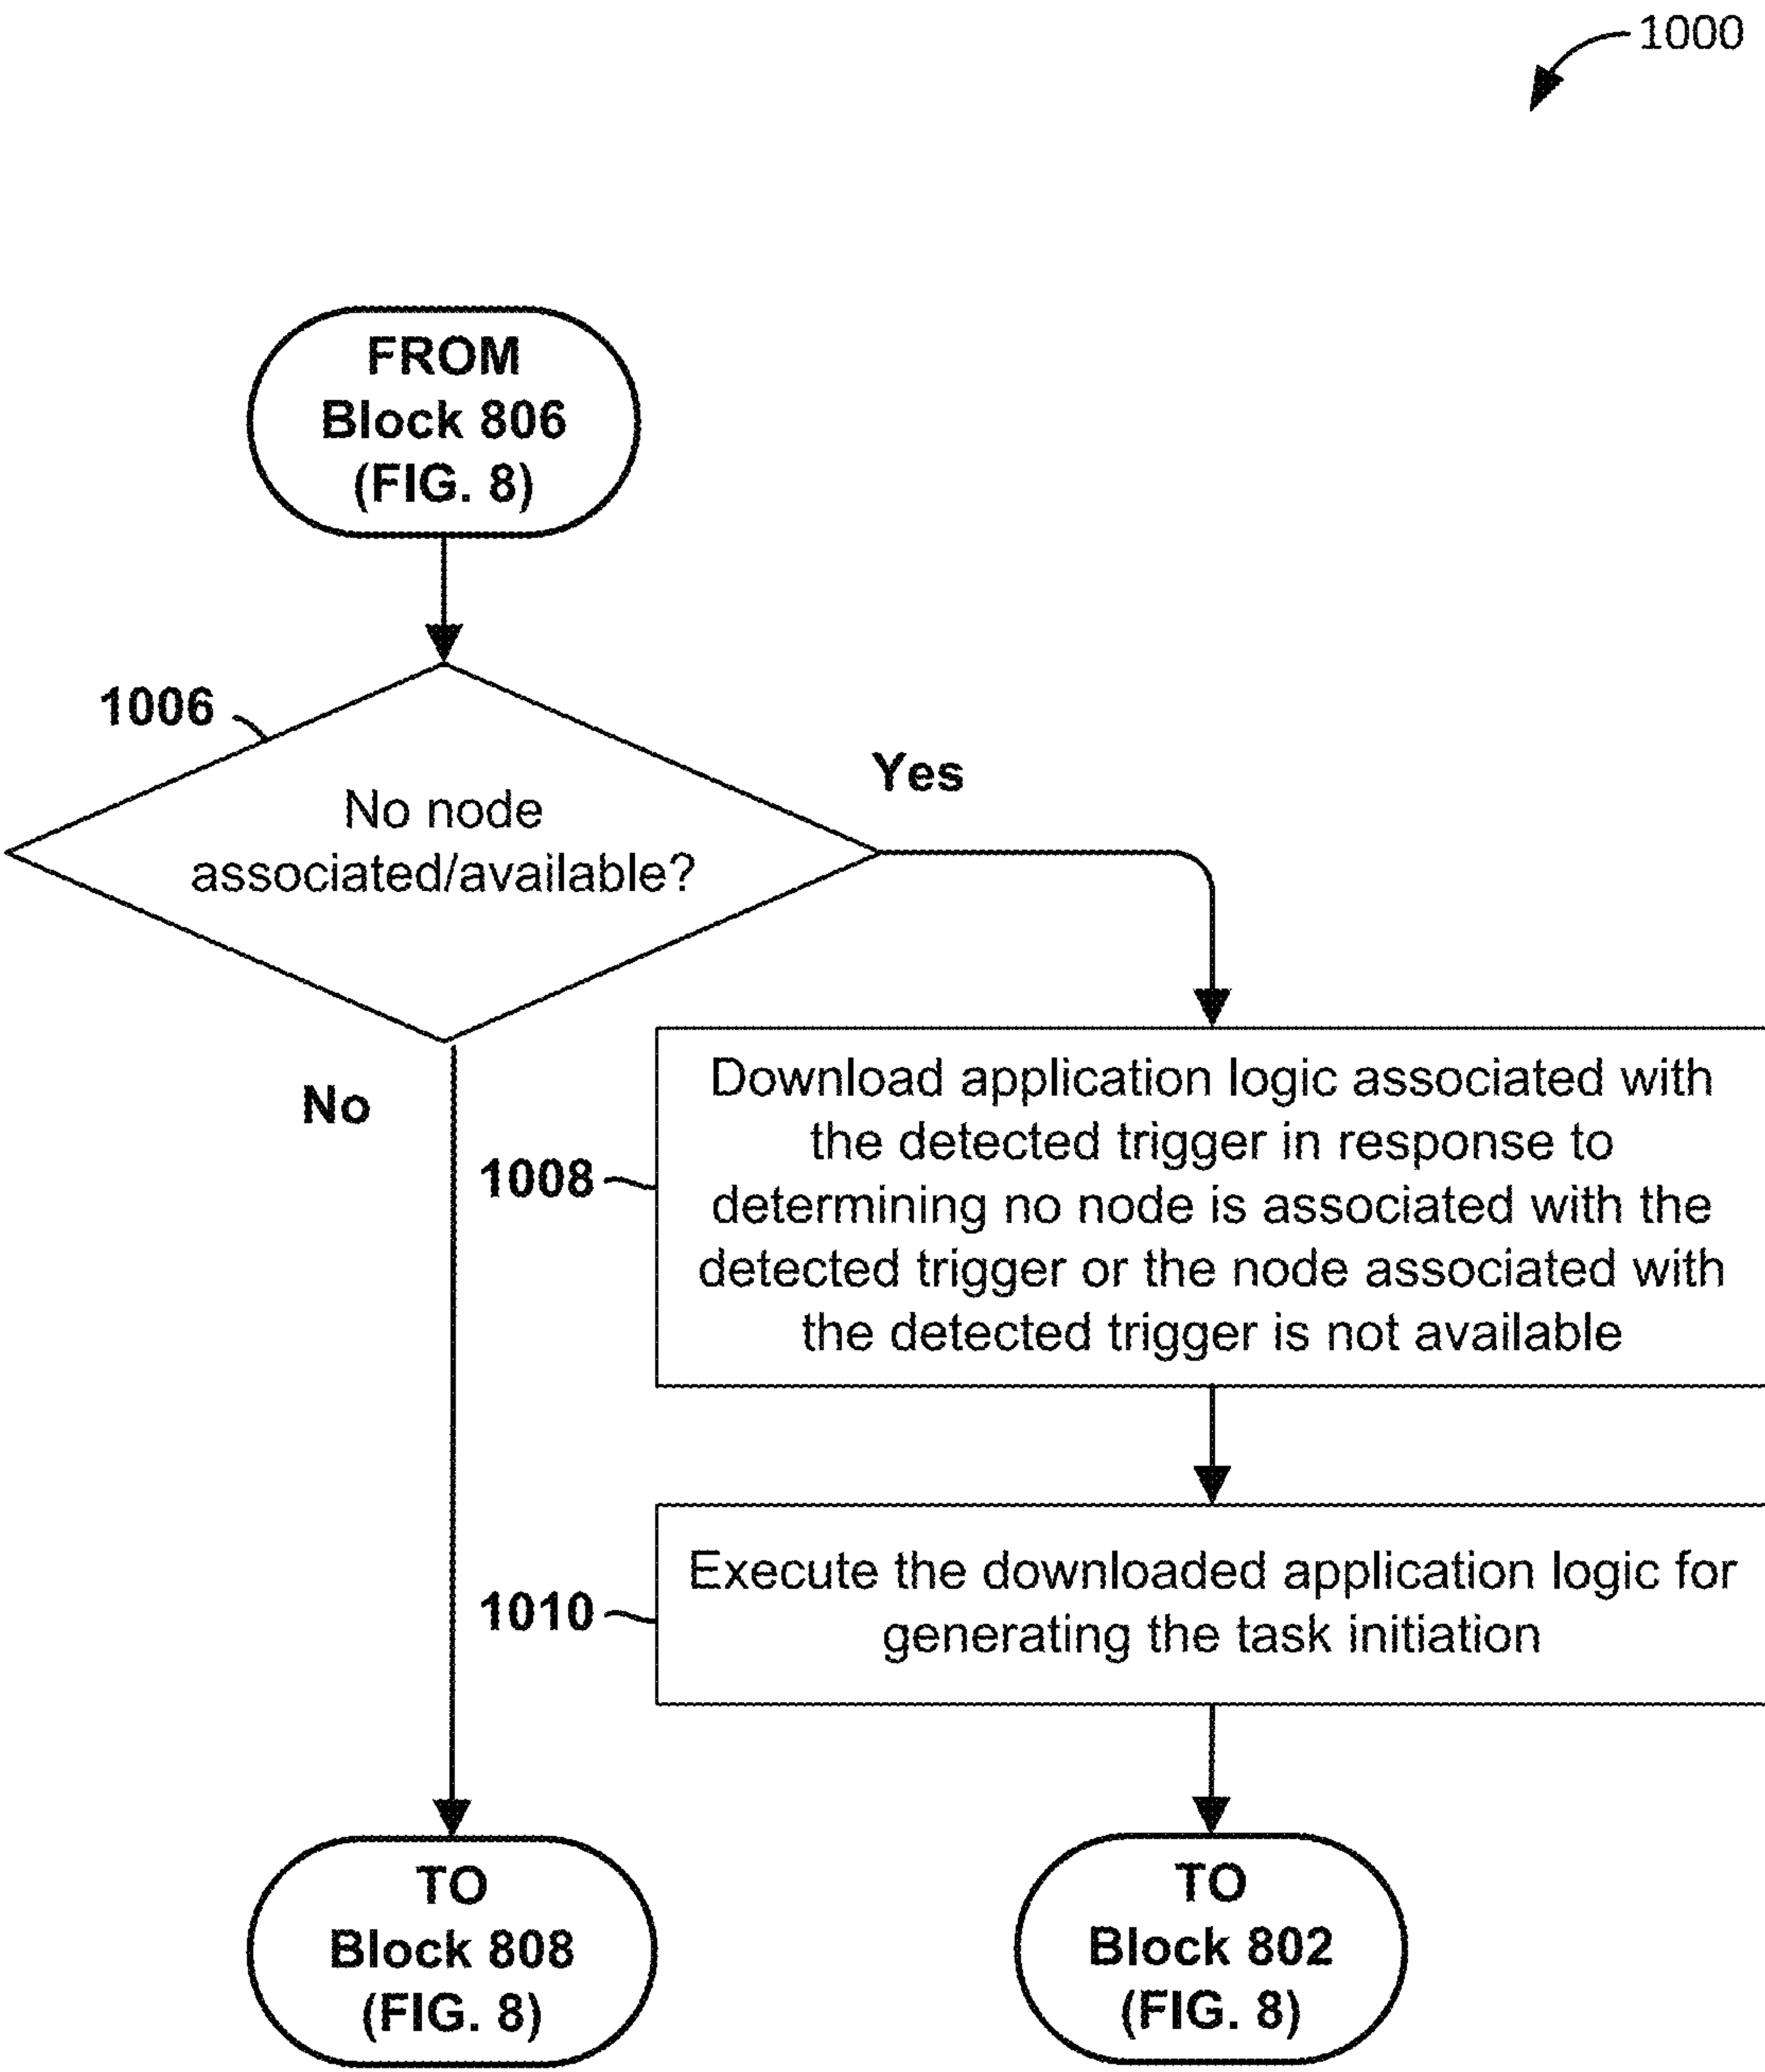 1000
FROM
Block 806
(FIG. 8)
1006
Yes
No node
associated/available?
No
Download application logic associated with
the detected trigger in response to
1008
determining no node is associated with the
detected trigger or the node associated with
the detected trigger is not available
Execute the downloaded application logic for
1010
generating the task initiation
TO
Block 808
(FIG. 8)
TO
Block 802
(FIG. 8)